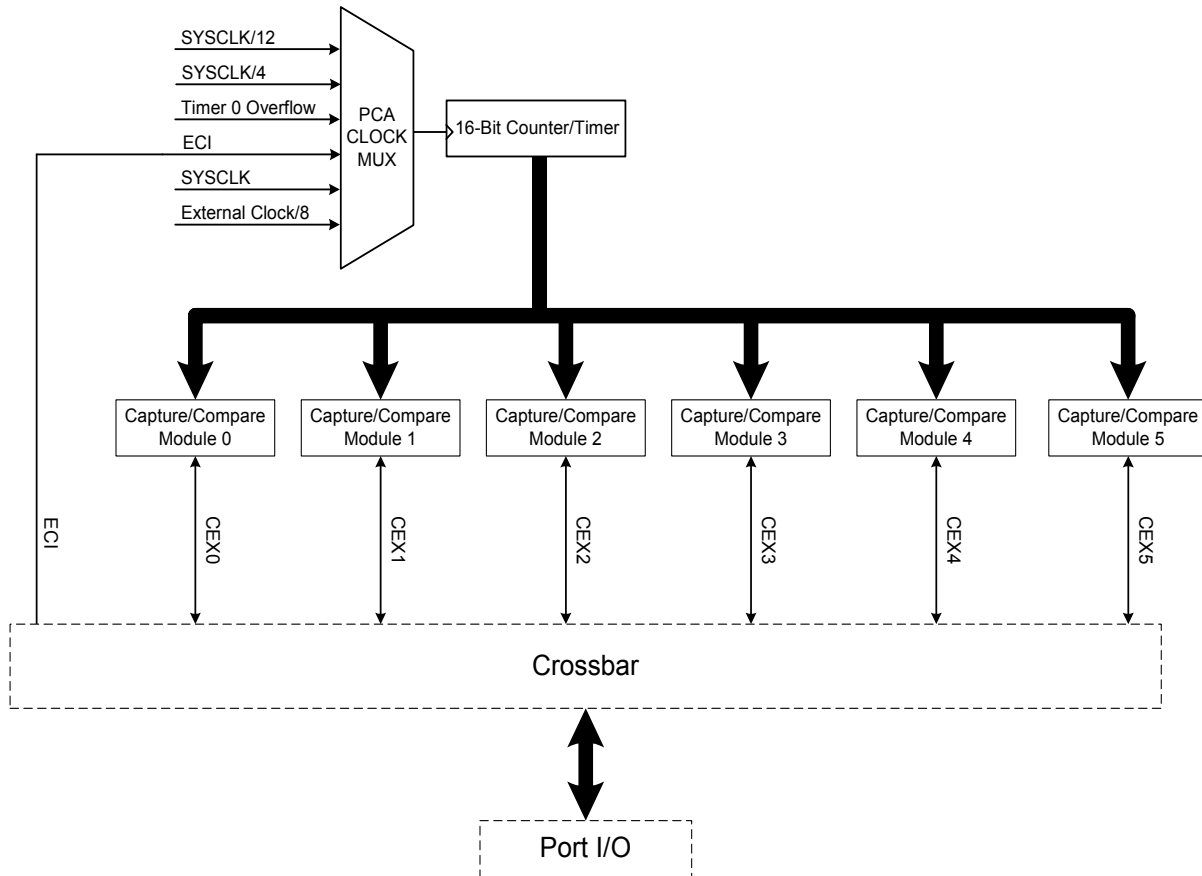 SYSCLK/12
SYSCLK/4
Timer 0 Overflow
ECI
SYSCLK
External Clock/8
PCA
CLOCK
MUX
16-Bit Counter/Timer
Capture/Compare
Module 0
Capture/Compare
Module 1
Capture/Compare
Module 2
Capture/Compare
Module 3
Capture/Compare
Module 4
Capture/Compare
Module 5
ECI
CEX0
CEX1
CEX2
CEX3
CEX4
CEX5
Crossbar
Port I/O